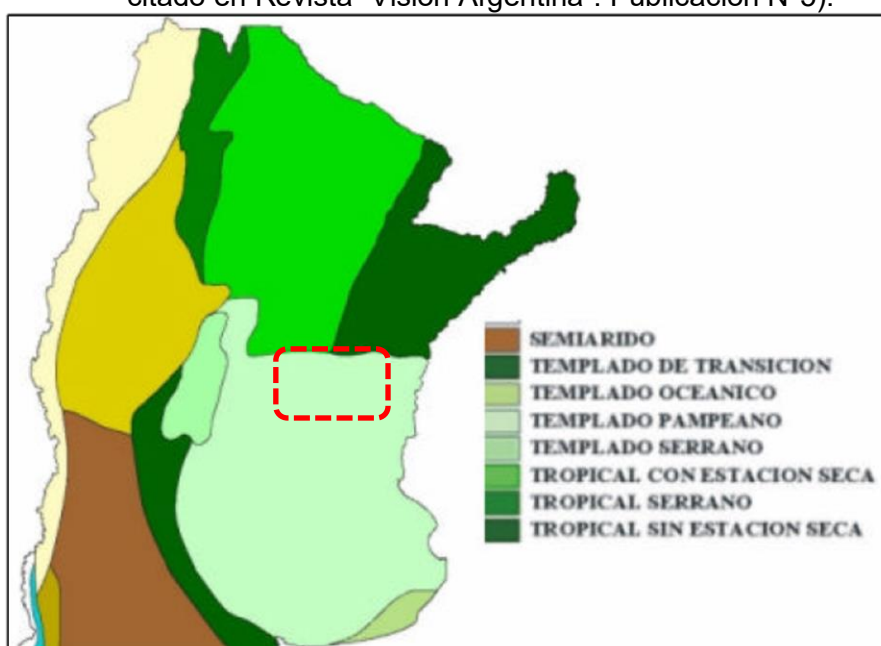 citado en Revista "Visión Argentina". Publicación N°5).
SEMIARIDO
TEMPLADO DE TRANSICION
TEMPLADO OCEANICO
TEMPLADO PAMPEANO
TEMPLADO SERRANO
TROPICAL CON ESTACION SECA
TROPICAL SERRANO
TROPICAL SIN ESTACION SECA